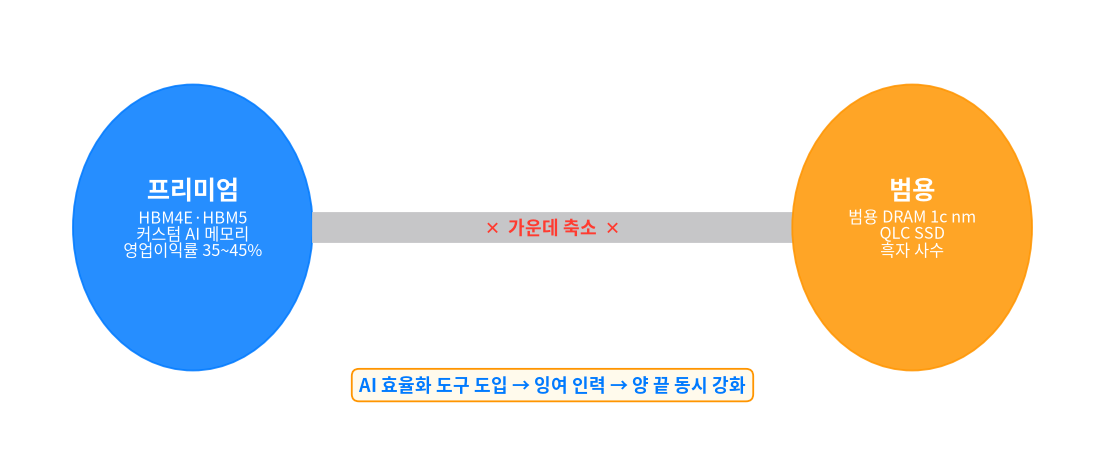 프리미엄
HBM4E·HBM5
커스텀 AI 메모리
영업이익률 35~45%
× 가운데 축소 ×
범용
범용 DRAM 1c nm
QLC SSD
흑자 사수
AI 효율화 도구 도입 → 잉여 인력 → 양 끝 동시 강화